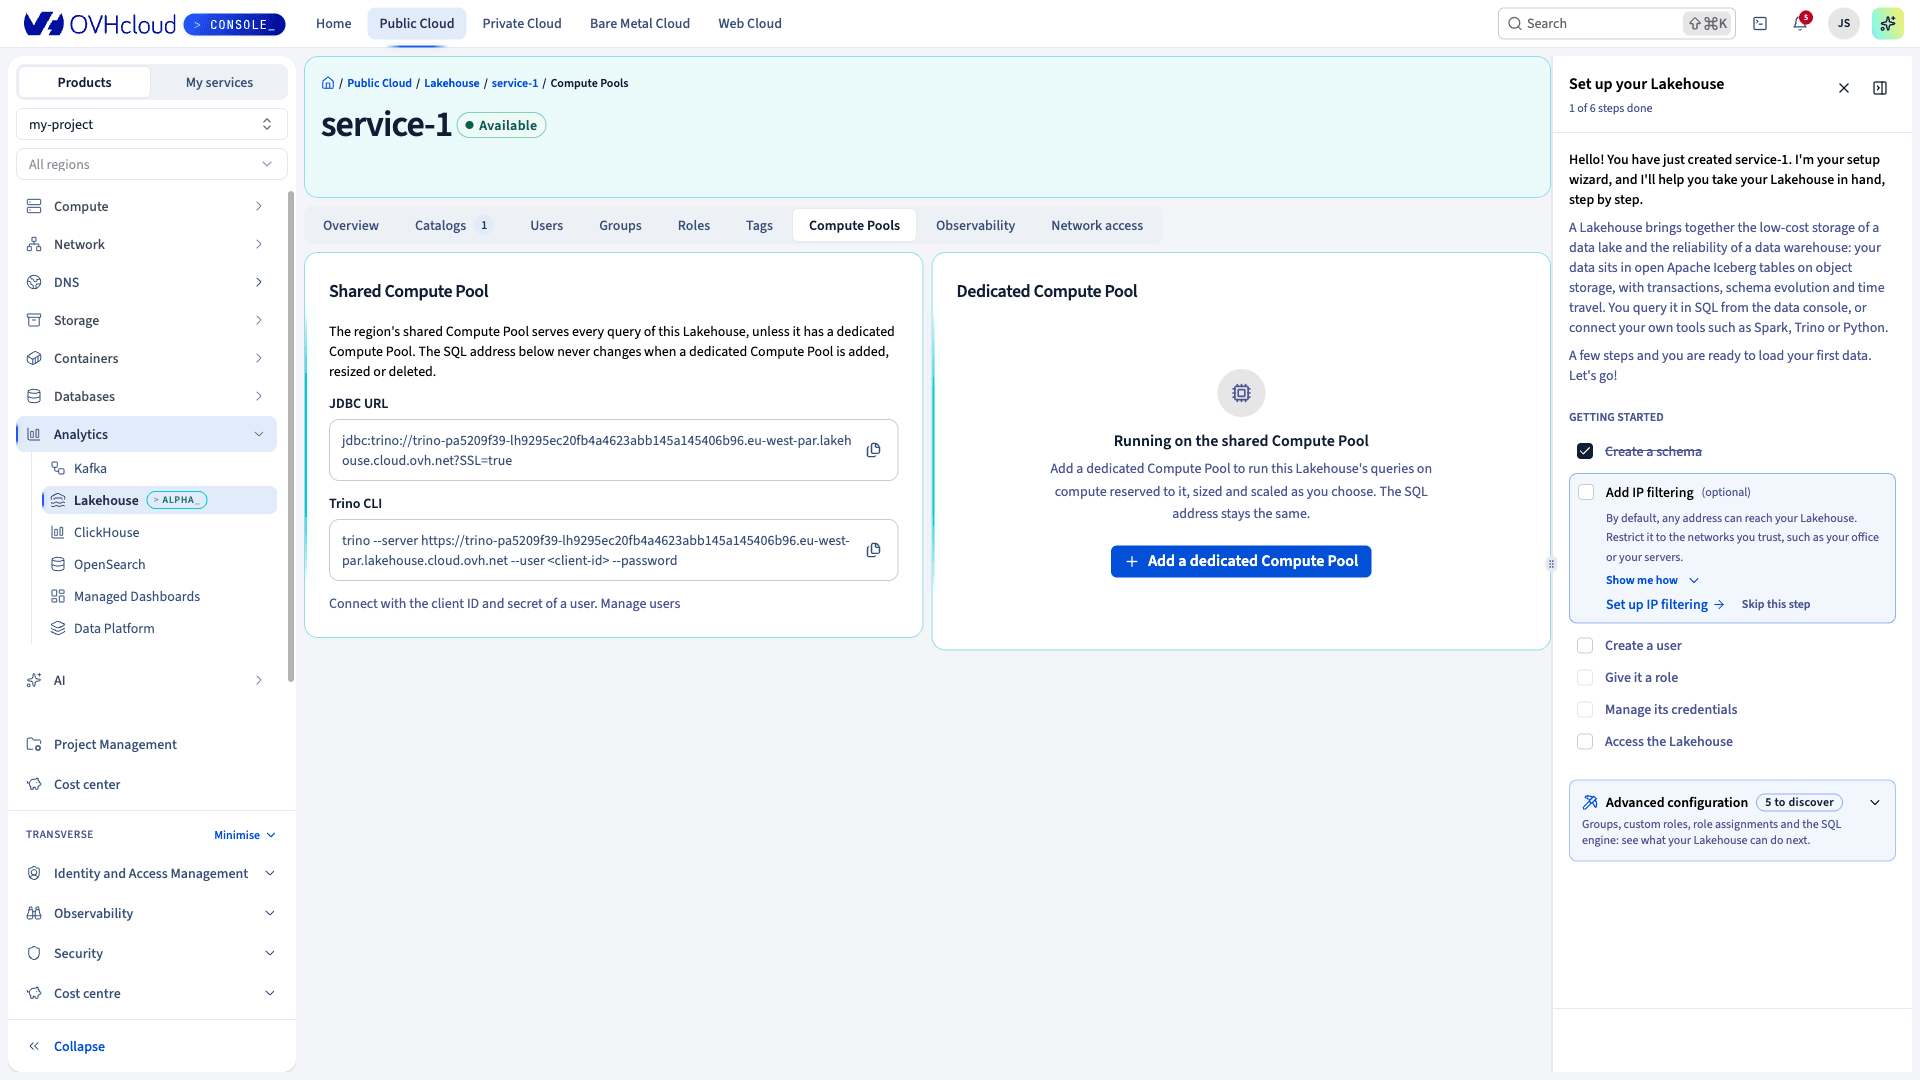 OVHcloud > CONSOLE_
Home
Public Cloud
Private Cloud
Bare Metal Cloud
Web Cloud
Search
⇧⌘K
5
JS
Products
My services
my-project
All regions
Compute
Network
DNS
Storage
Containers
Databases
Analytics
Kafka
Lakehouse > ALPHA_
ClickHouse
OpenSearch
Managed Dashboards
Data Platform
AI
Project Management
Cost center
TRANSVERSE
Minimise
Identity and Access Management
Observability
Security
Cost centre
Collapse
/ Public Cloud / Lakehouse / service-1 / Compute Pools
service-1
Available
Overview
Catalogs 1
Users
Groups
Roles
Tags
Compute Pools
Observability
Network access
Shared Compute Pool
The region's shared Compute Pool serves every query of this Lakehouse, unless it has a dedicated
Compute Pool. The SQL address below never changes when a dedicated Compute Pool is added,
resized or deleted.
JDBC URL
jdbc:trino://trino-pa5209f39-lh9295ec20fb4a4623abb145a145406b96.eu-west-par.lakeh
ouse.cloud.ovh.net?SSL=true
Trino CLI
trino --server https://trino-pa5209f39-lh9295ec20fb4a4623abb145a145406b96.eu-west-
par.lakehouse.cloud.ovh.net --user <client-id> --password
Connect with the client ID and secret of a user. Manage users
Dedicated Compute Pool
Running on the shared Compute Pool
Add a dedicated Compute Pool to run this Lakehouse's queries on
compute reserved to it, sized and scaled as you choose. The SQL
address stays the same.
Add a dedicated Compute Pool
Set up your Lakehouse
1 of 6 steps done
Hello! You have just created service-1. I'm your setup
wizard, and I'll help you take your Lakehouse in hand,
step by step.
A Lakehouse brings together the low-cost storage of a
data lake and the reliability of a data warehouse: your
data sits in open Apache Iceberg tables on object
storage, with transactions, schema evolution and time
travel. You query it in SQL from the data console, or
connect your own tools such as Spark, Trino or Python.
A few steps and you are ready to load your first data.
Let's go!
GETTING STARTED
Create a schema
Add IP filtering (optional)
By default, any address can reach your Lakehouse.
Restrict it to the networks you trust, such as your office
or your servers.
Show me how
Set up IP filtering →
Skip this step
Create a user
Give it a role
Manage its credentials
Access the Lakehouse
Advanced configuration
5 to discover
Groups, custom roles, role assignments and the SQL
engine: see what your Lakehouse can do next.